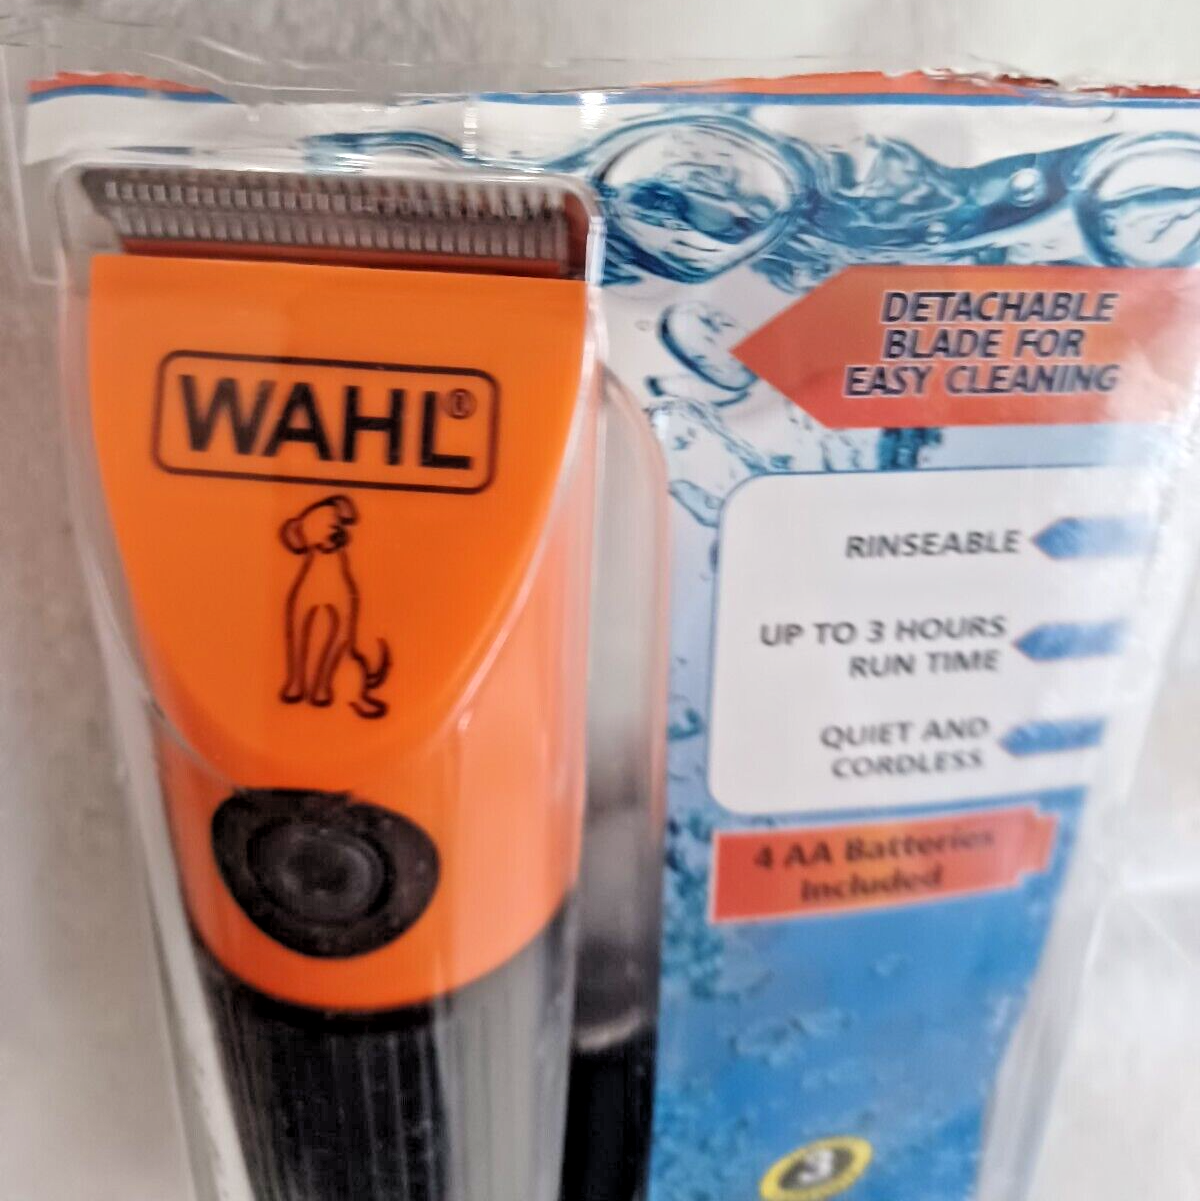 WAHL®
DETACHABLE
BLADE FOR
EASY CLEANING
RINSEABLE
UP TO 3 HOURS
RUN TIME
QUIET AND
CORDLESS
4 AA Batteries
Included
3